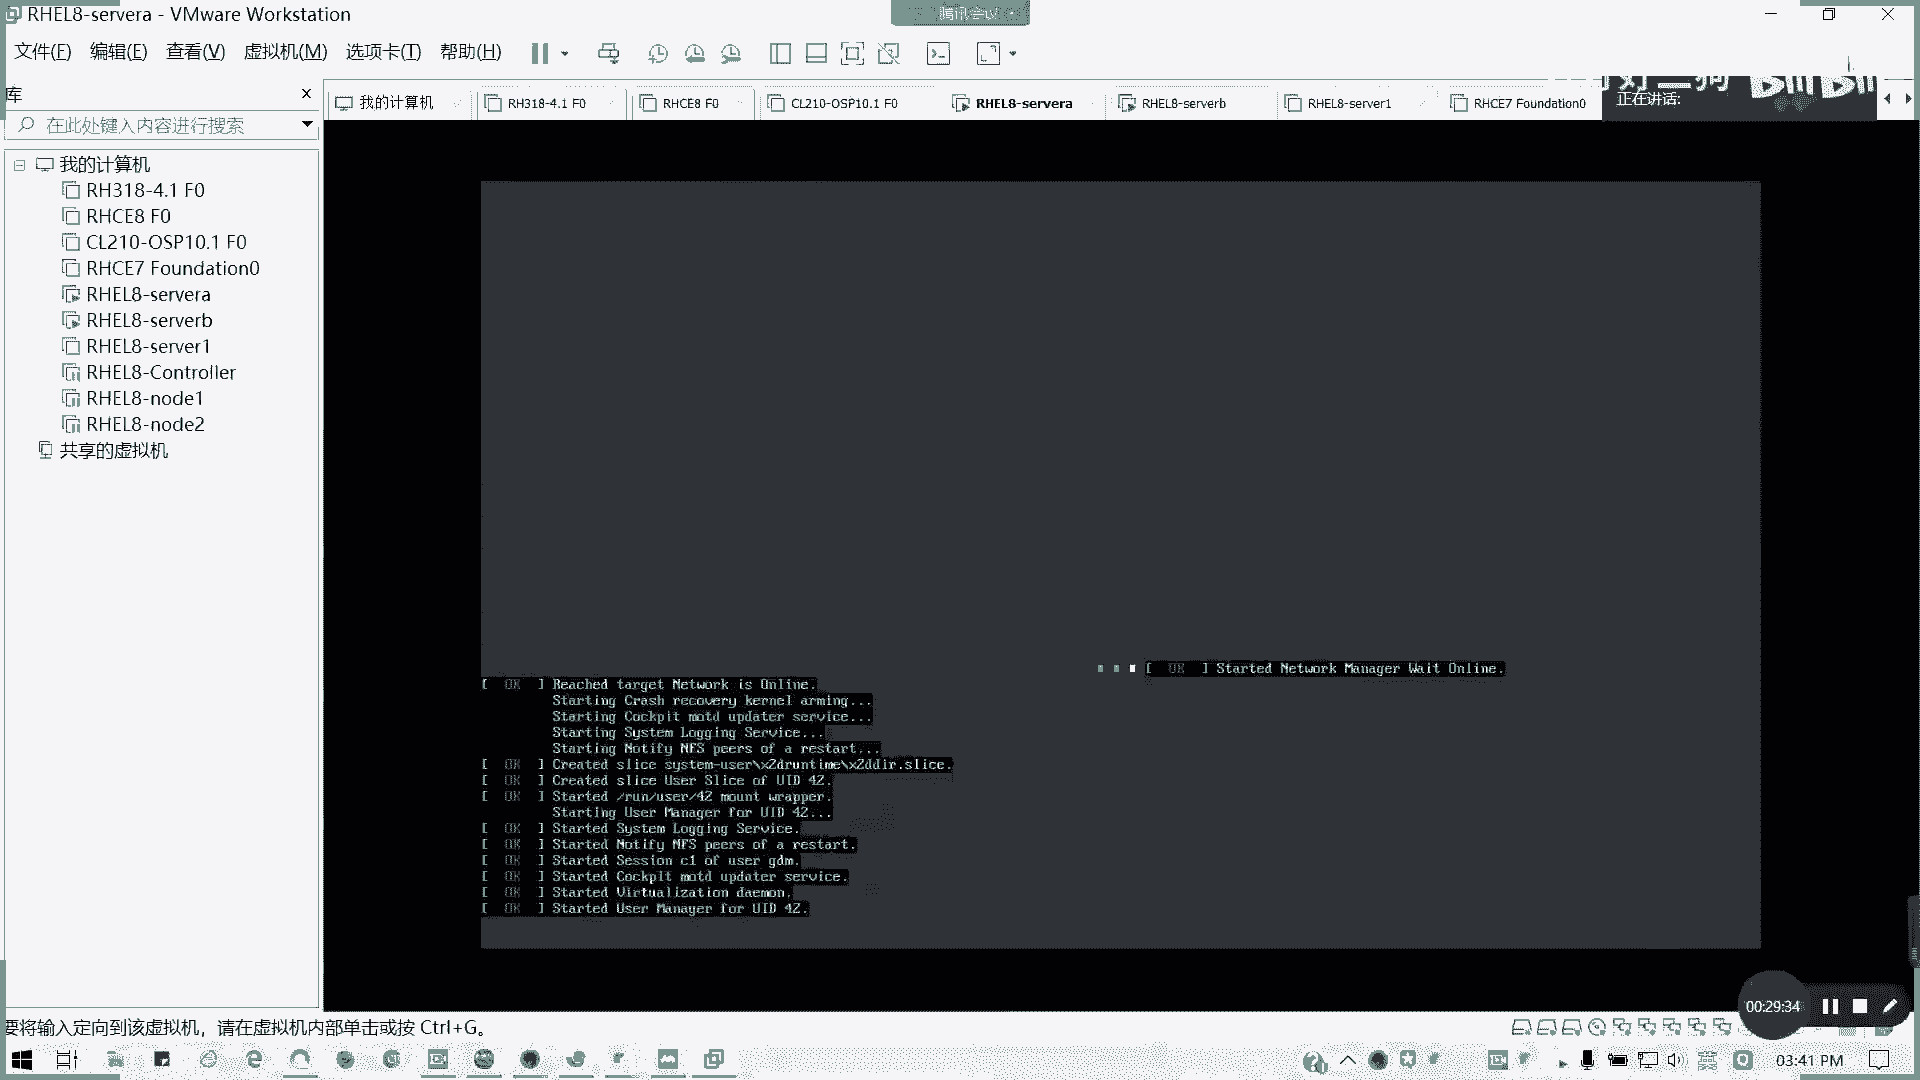 RHEL8-servera - VMware Workstation
腾讯会议
文件(F) 编辑(E) 查看(V) 虚拟机(M) 选项卡(T) 帮助(H)
库
在此处键入内容进行搜索
我的计算机
RH318-4.1 F0
RHCE8 F0
CL210-OSP10.1 F0
RHCE7 Foundation0
RHEL8-servera
RHEL8-serverb
RHEL8-server1
RHEL8-Controller
RHEL8-node1
RHEL8-node2
共享的虚拟机
我的计算机 RH318-4.1 F0 RHCE8 F0 CL210-OSP10.1 F0 RHEL8-servera RHEL8-serverb RHEL8-server1 RHCE7 Foundation0
正在讲话:
[ OK ] Started Network Manager Wait Online.
[ OK ] Reached target Network is Online.
Starting Crash recovery kernel arming...
Starting Cockpit motd updater service...
Starting System Logging Service...
Starting Notify NFS peers of a restart...
[ OK ] Created slice system-user\x2druntime\x2ddir.slice.
[ OK ] Created slice User Slice of UID 42.
[ OK ] Started /run/user/42 mount wrapper.
Starting User Manager for UID 42...
[ OK ] Started System Logging Service.
[ OK ] Started Notify NFS peers of a restart.
[ OK ] Started Session c1 of user gdm.
[ OK ] Started Cockpit motd updater service.
[ OK ] Started Virtualization daemon.
[ OK ] Started User Manager for UID 42.
00:29:34
要将输入定向到该虚拟机，请在虚拟机内部单击或按 Ctrl+G。
英
03:41 PM